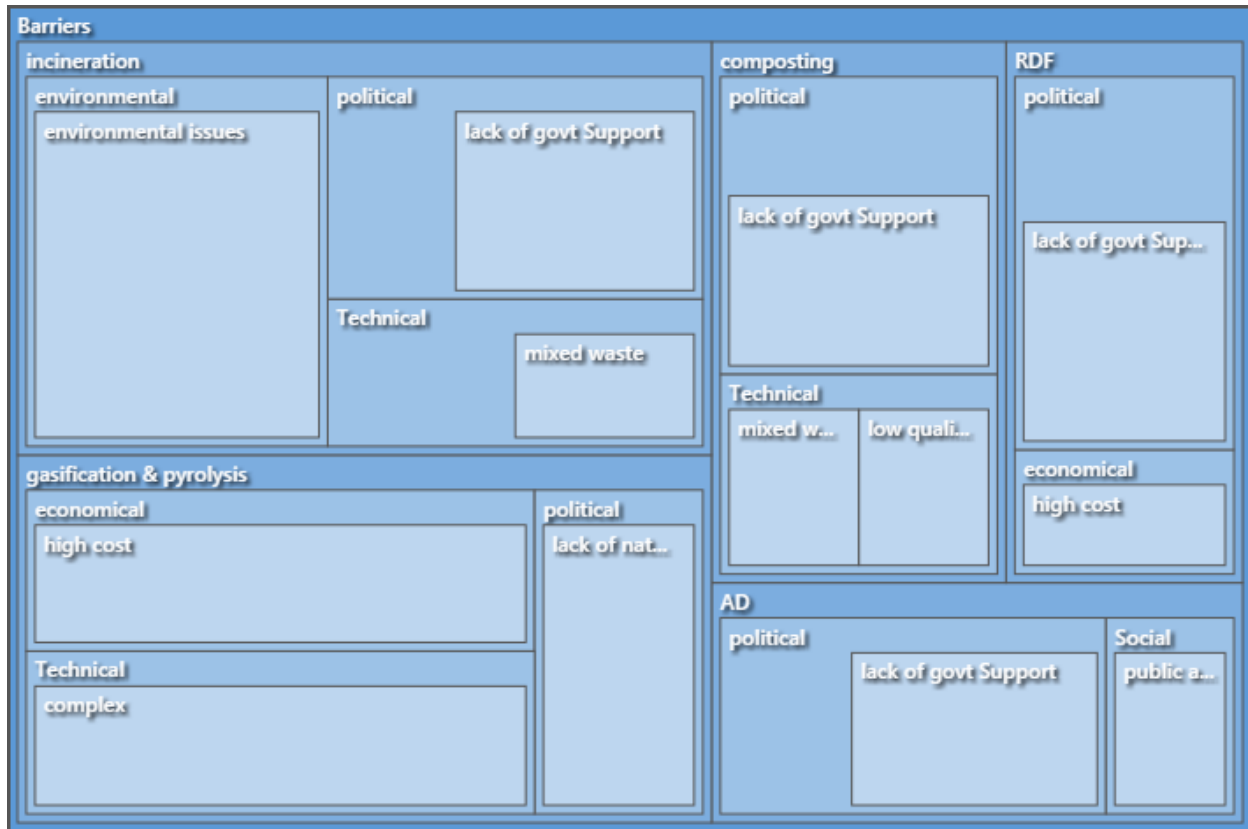 Barriers
incineration
environmental
environmental issues
political
lack of govt Support
Technical
mixed waste
gasification & pyrolysis
economical
high cost
Technical
complex
political
lack of nat...
composting
political
lack of govt Support
Technical
mixed w...
low quali...
RDF
political
lack of govt Sup...
economical
high cost
AD
political
lack of govt Support
Social
public a...